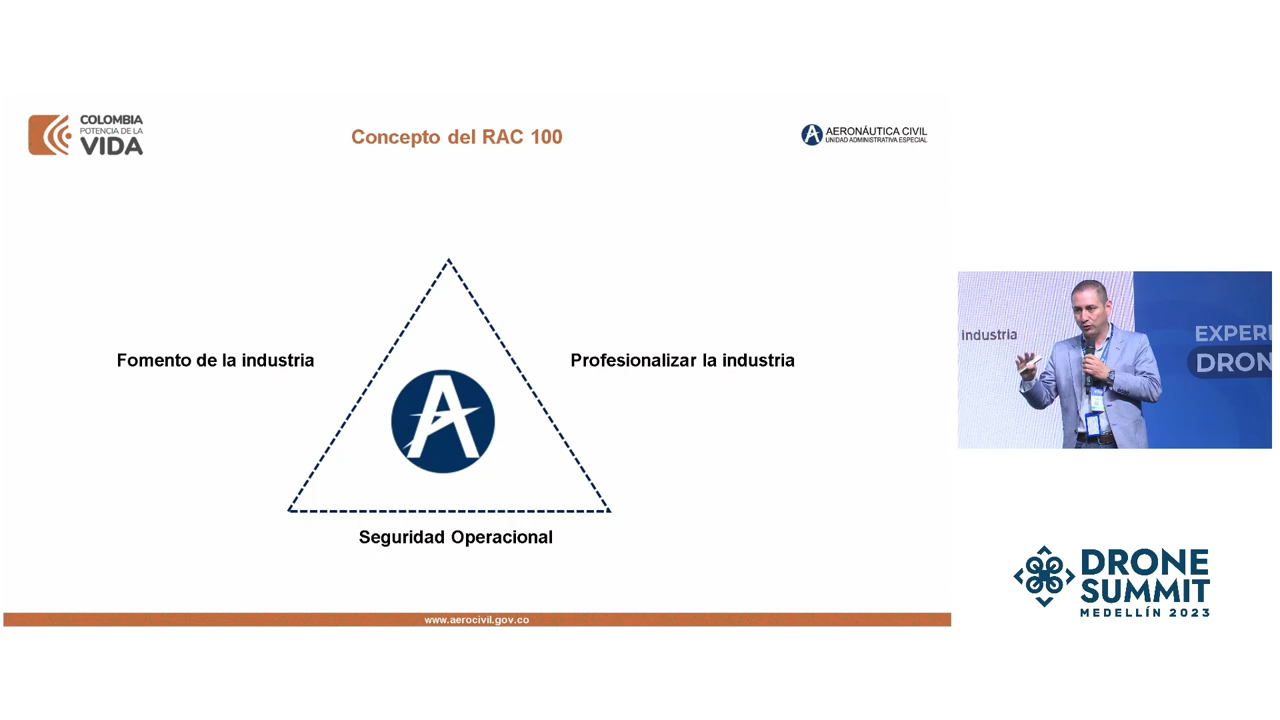 COLOMBIA
POTENCIA DE LA
VIDA
Concepto del RAC 100
AERONÁUTICA CIVIL
UNIDAD ADMINISTRATIVA ESPECIAL
Fomento de la industria
Profesionalizar la industria
Seguridad Operacional
www.aerocivil.gov.co
industria
EXPERI
DRON
DRONE
SUMMIT
MEDELLÍN 2023